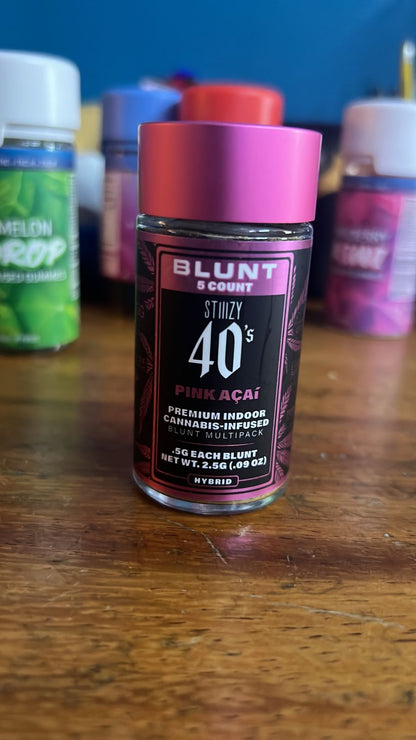 BLUNT
5 COUNT
STIIIZY
40's
PINK AÇAí
PREMIUM INDOOR
CANNABIS-INFUSED
BLUNT MULTIPACK
.5G EACH BLUNT
NET WT. 2.5G (.09 OZ)
HYBRID
MELON